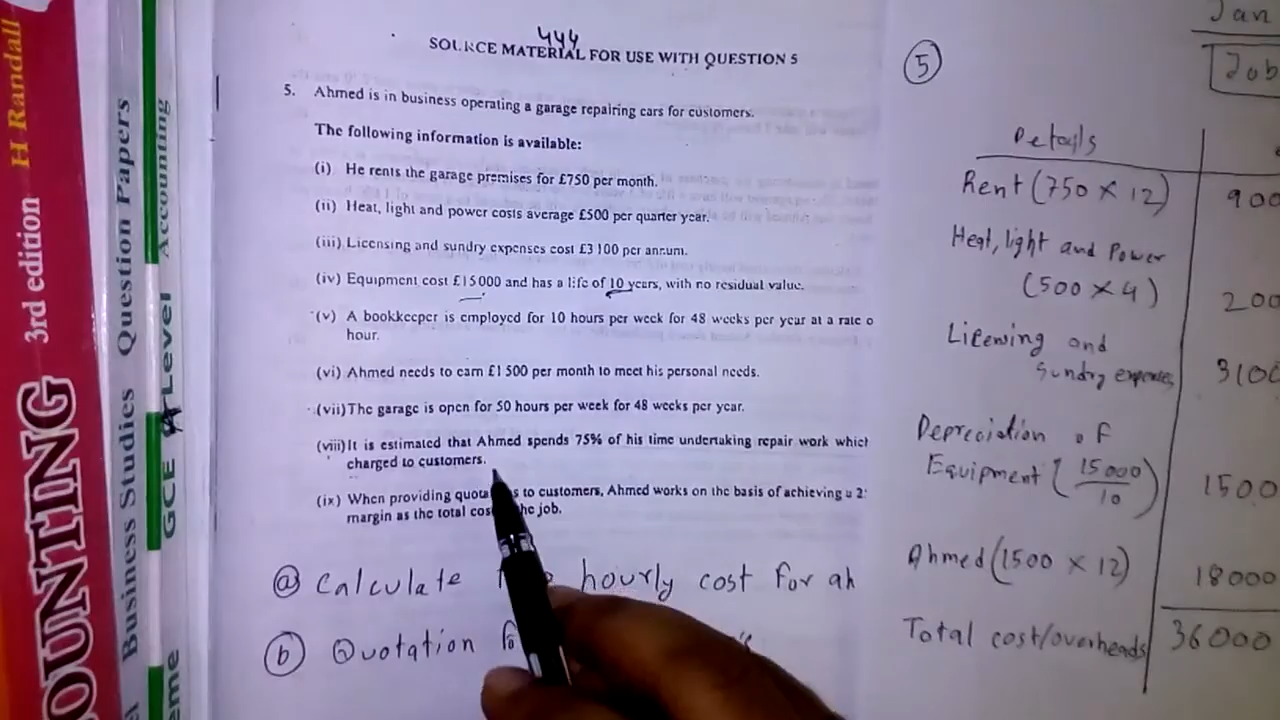 H Randall
3rd edition
OUNTING
Business Studies Question Papers
GCE A Level Accounting
444
SOURCE MATERIAL FOR USE WITH QUESTION 5
5. Ahmed is in business operating a garage repairing cars for customers.
The following information is available:
(i) He rents the garage premises for £750 per month.
(ii) Heat, light and power costs average £500 per quarter year.
(iii) Licensing and sundry expenses cost £3 100 per annum.
(iv) Equipment cost £15 000 and has a life of 10 years, with no residual value.
(v) A bookkeeper is employed for 10 hours per week for 48 weeks per year at a rate o
hour.
(vi) Ahmed needs to earn £1 500 per month to meet his personal needs.
(vii) The garage is open for 50 hours per week for 48 weeks per year.
(viii) It is estimated that Ahmed spends 75% of his time undertaking repair work which
charged to customers.
(ix) When providing quota s to customers, Ahmed works on the basis of achieving a 2
margin as the total cos he job.
(a) Calculate hourly cost for ah
(b) Quotation fo
Jan
Job
(5)
Details
Rent (750 × 12) 900
Heat, light and Power
(500 × 4) 200
Licensing and
Sundry expenses 3100
Depreciation of
Equipment (15000/10) 1500
Ahmed (1500 × 12) 18000
Total cost/overheads 36000